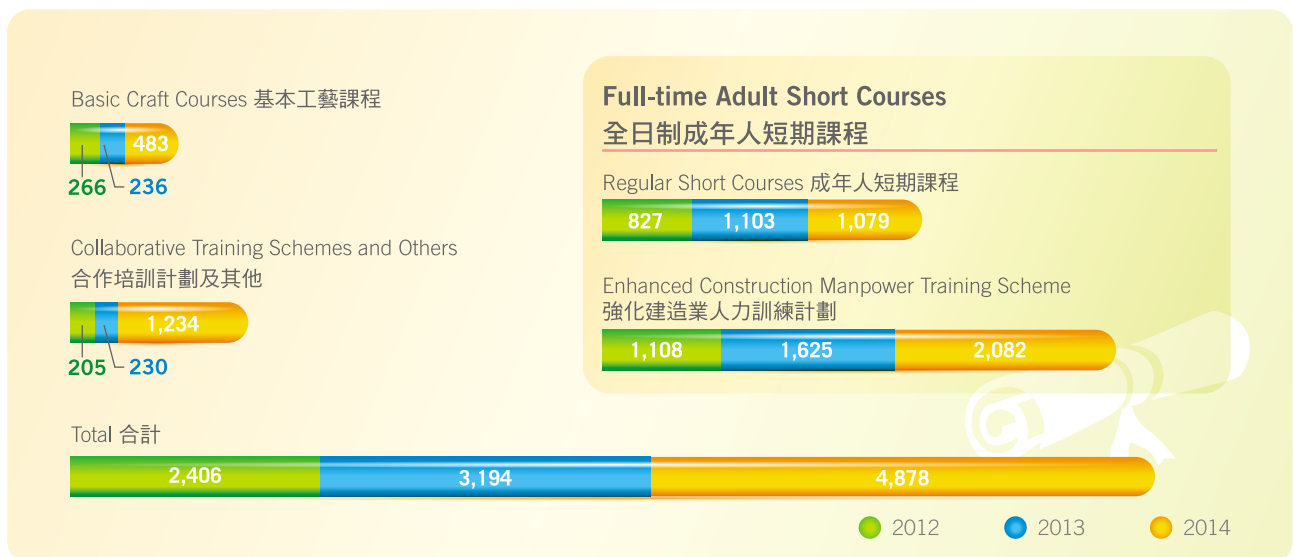 Basic Craft Courses 基本工藝課程
483
266
236
Collaborative Training Schemes and Others
合作培訓計劃及其他
1,234
205
230
Full-time Adult Short Courses
全日制成年人短期課程
Regular Short Courses 成年人短期課程
827 1,103 1,079
Enhanced Construction Manpower Training Scheme
強化建造業人力訓練計劃
1,108 1,625 2,082
Total 合計
2,406 3,194 4,878
2012 2013 2014